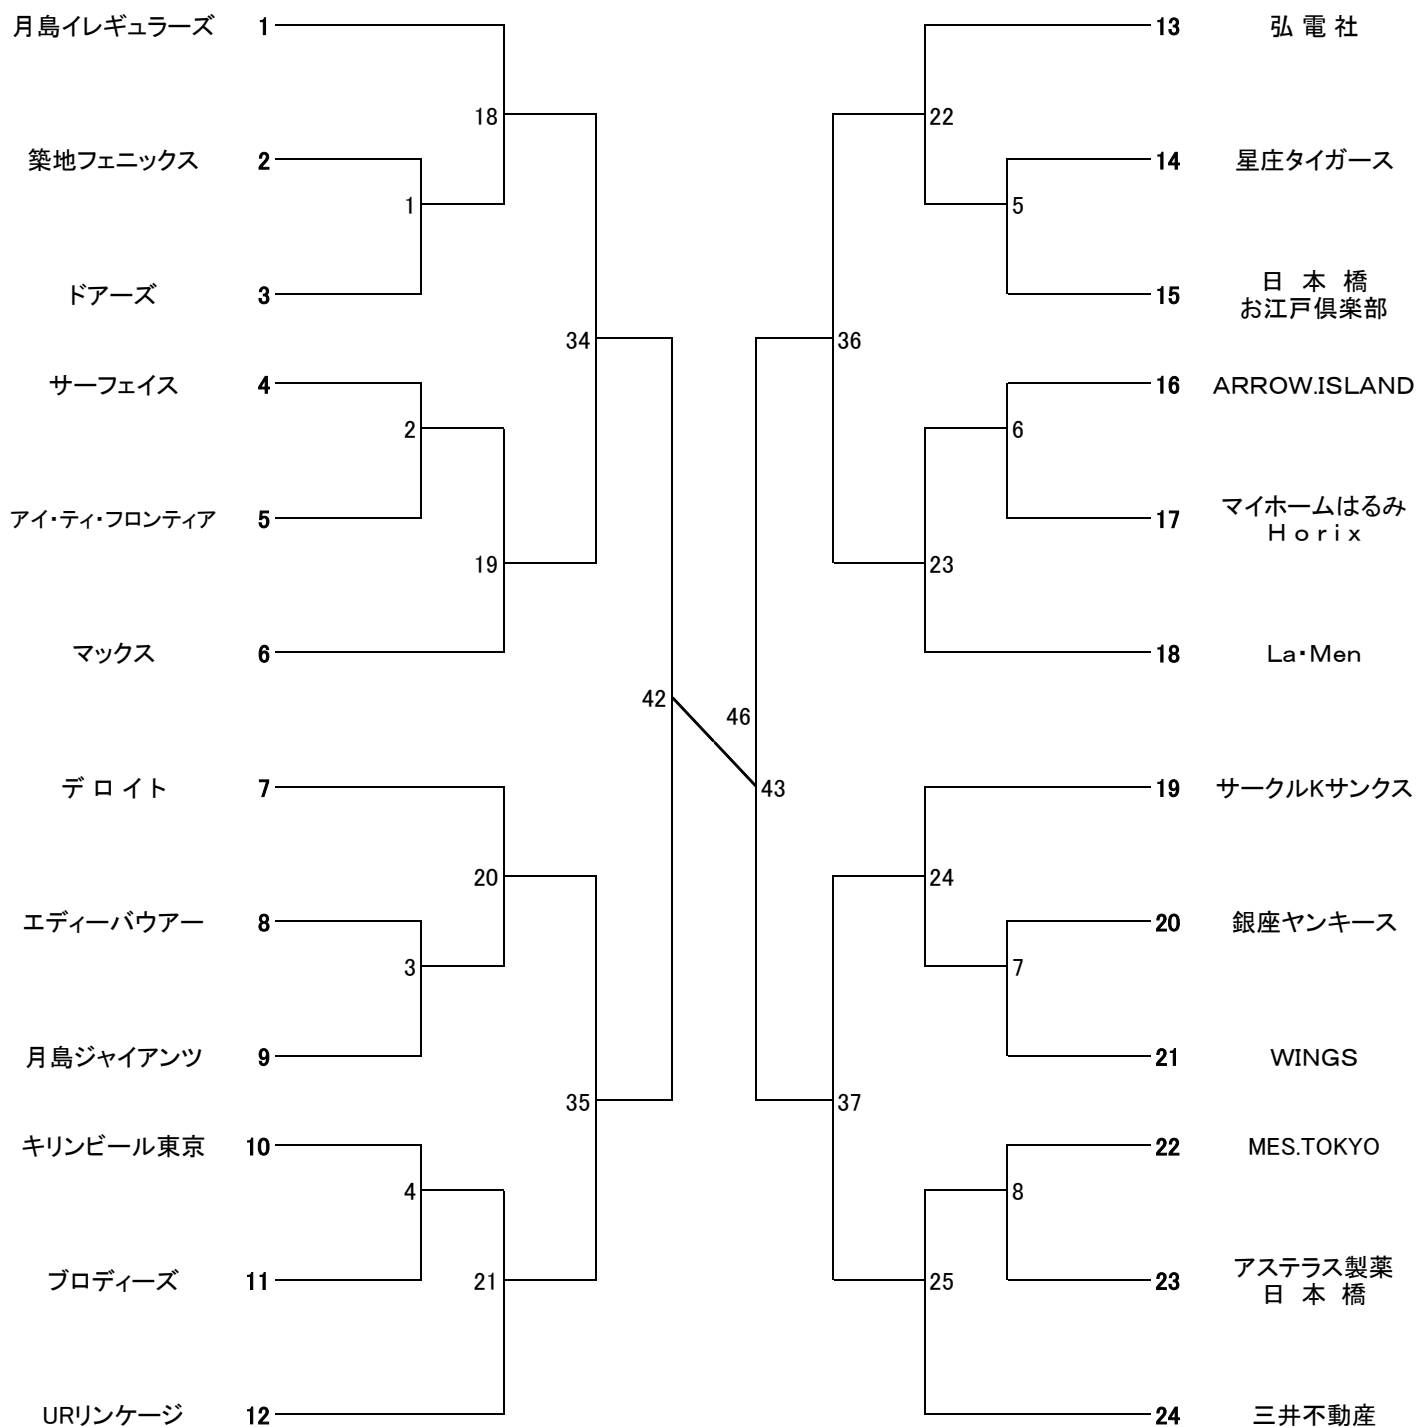 月島イレギュラーズ 1
築地フェニックス 2
ドアーズ 3
サーフェイス 4
アイ・ティ・フロンティア 5
マックス 6
デ ロ イ ト 7
エディーバウアー 8
月島ジャイアンツ 9
キリンビール東京 10
ブロディーズ 11
URリンケージ 12
1
2
3
4
18
19
20
21
34
35
42
46
43
36
37
22
23
24
25
5
6
7
8
13 弘 電 社
14 星庄タイガース
15 日 本 橋
お江戸倶楽部
16 ARROW.ISLAND
17 マイホームはるみ
Ｈｏｒｉｘ
18 La・Men
19 サークルKサンクス
20 銀座ヤンキース
21 WINGS
22 MES.TOKYO
23 アステラス製薬
日 本 橋
24 三井不動産